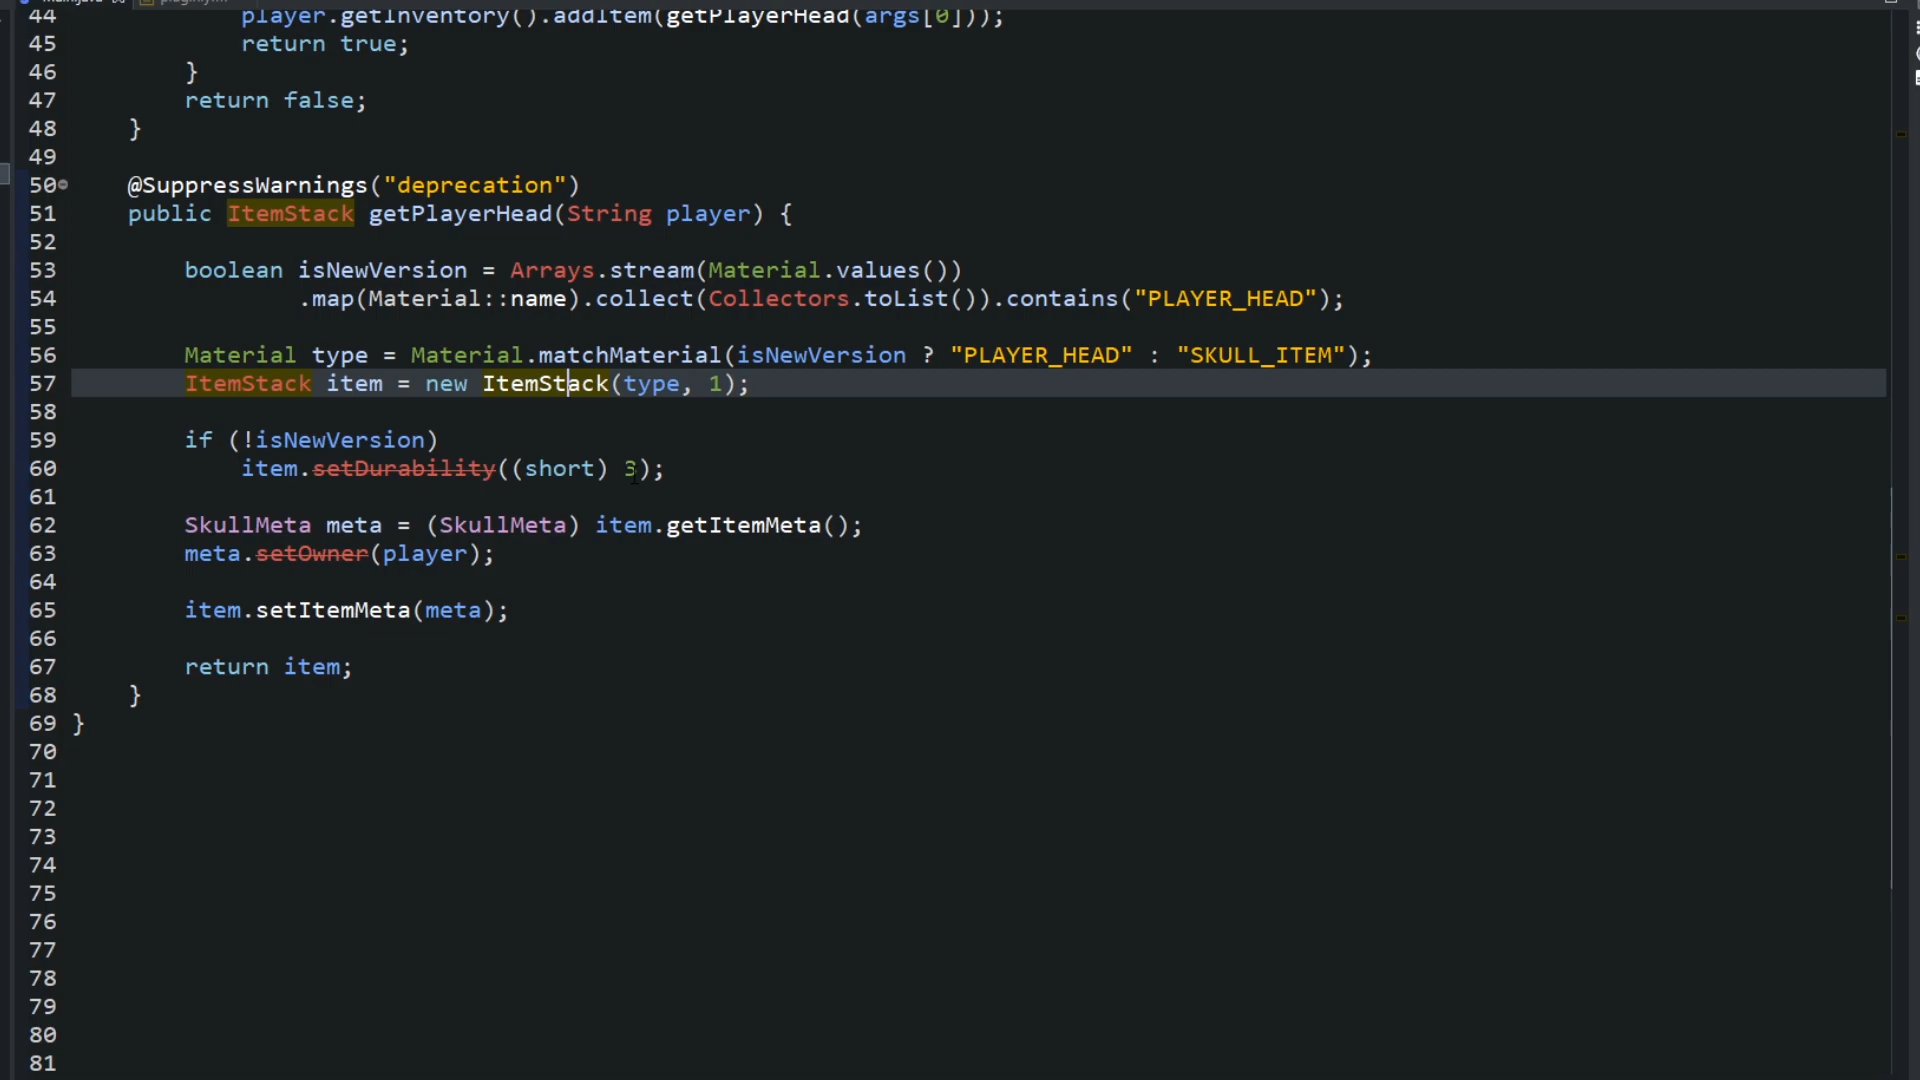 44 player.getInventory().addItem(getPlayerHead(args[0]));
45 return true;
46 }
47 return false;
48 }
49
50 @SuppressWarnings("deprecation")
51 public ItemStack getPlayerHead(String player) {
52
53 boolean isNewVersion = Arrays.stream(Material.values())
54 .map(Material::name).collect(Collectors.toList()).contains("PLAYER_HEAD");
55
56 Material type = Material.matchMaterial(isNewVersion ? "PLAYER_HEAD" : "SKULL_ITEM");
57 ItemStack item = new ItemStack(type, 1);
58
59 if (!isNewVersion)
60 item.setDurability((short) 3);
61
62 SkullMeta meta = (SkullMeta) item.getItemMeta();
63 meta.setOwner(player);
64
65 item.setItemMeta(meta);
66
67 return item;
68 }
69 }
70
71
72
73
74
75
76
77
78
79
80
81